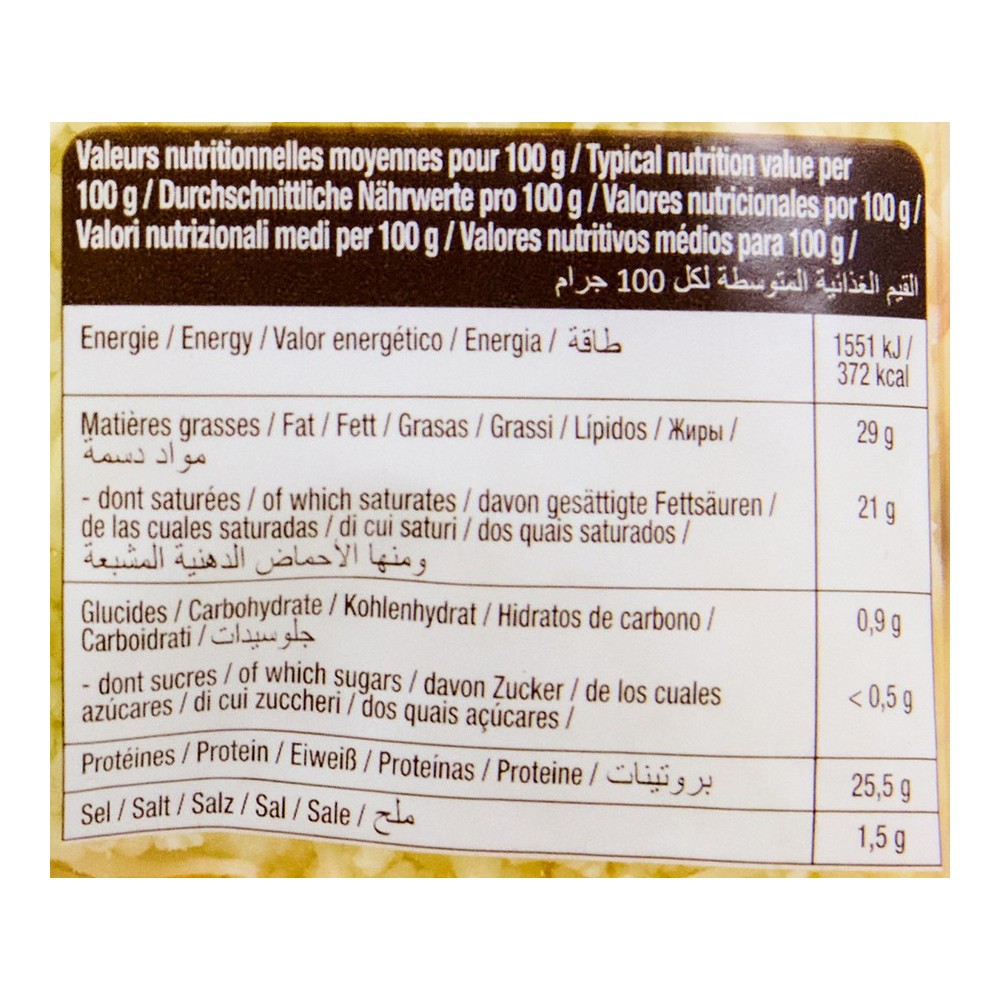 Valeurs nutritionnelles moyennes pour 100 g / Typical nutrition value per
100 g / Durchschnittliche Nährwerte pro 100 g / Valores nutricionales por 100 g /
Valori nutrizionali medi per 100 g / Valores nutritivos médios para 100 g /
القيم الغذائية المتوسطة لكل 100 جرام
Energie / Energy / Valor energético / Energia / طاقة
1551 kJ /
372 kcal
Matières grasses / Fat / Fett / Grasas / Grassi / Lípidos / Жиры /
مواد دسمة
29 g
- dont saturées / of which saturates / davon gesättigte Fettsäuren /
de las cuales saturadas / di cui saturi / dos quais saturados /
ومنها الأحماض الدهنية المشبعة
21 g
Glucides / Carbohydrate / Kohlenhydrat / Hidratos de carbono /
Carboidrati / جلوسيدات
0,9 g
- dont sucres / of which sugars / davon Zucker / de los cuales
azúcares / di cui zuccheri / dos quais açúcares /
< 0,5 g
Protéines / Protein / Eiweiß / Proteínas / Proteine / بروتينات
25,5 g
Sel / Salt / Salz / Sal / Sale / ملح
1,5 g